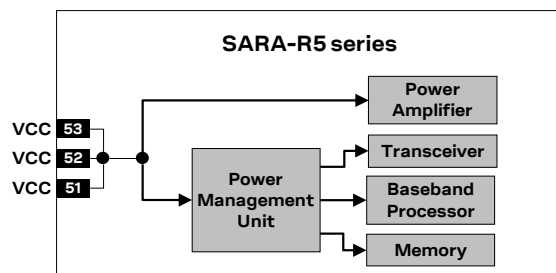 SARA-R5 series
Power
Amplifier
VCC 53
VCC 52
VCC 51
Transceiver
Power
Management
Unit
Baseband
Processor
Memory